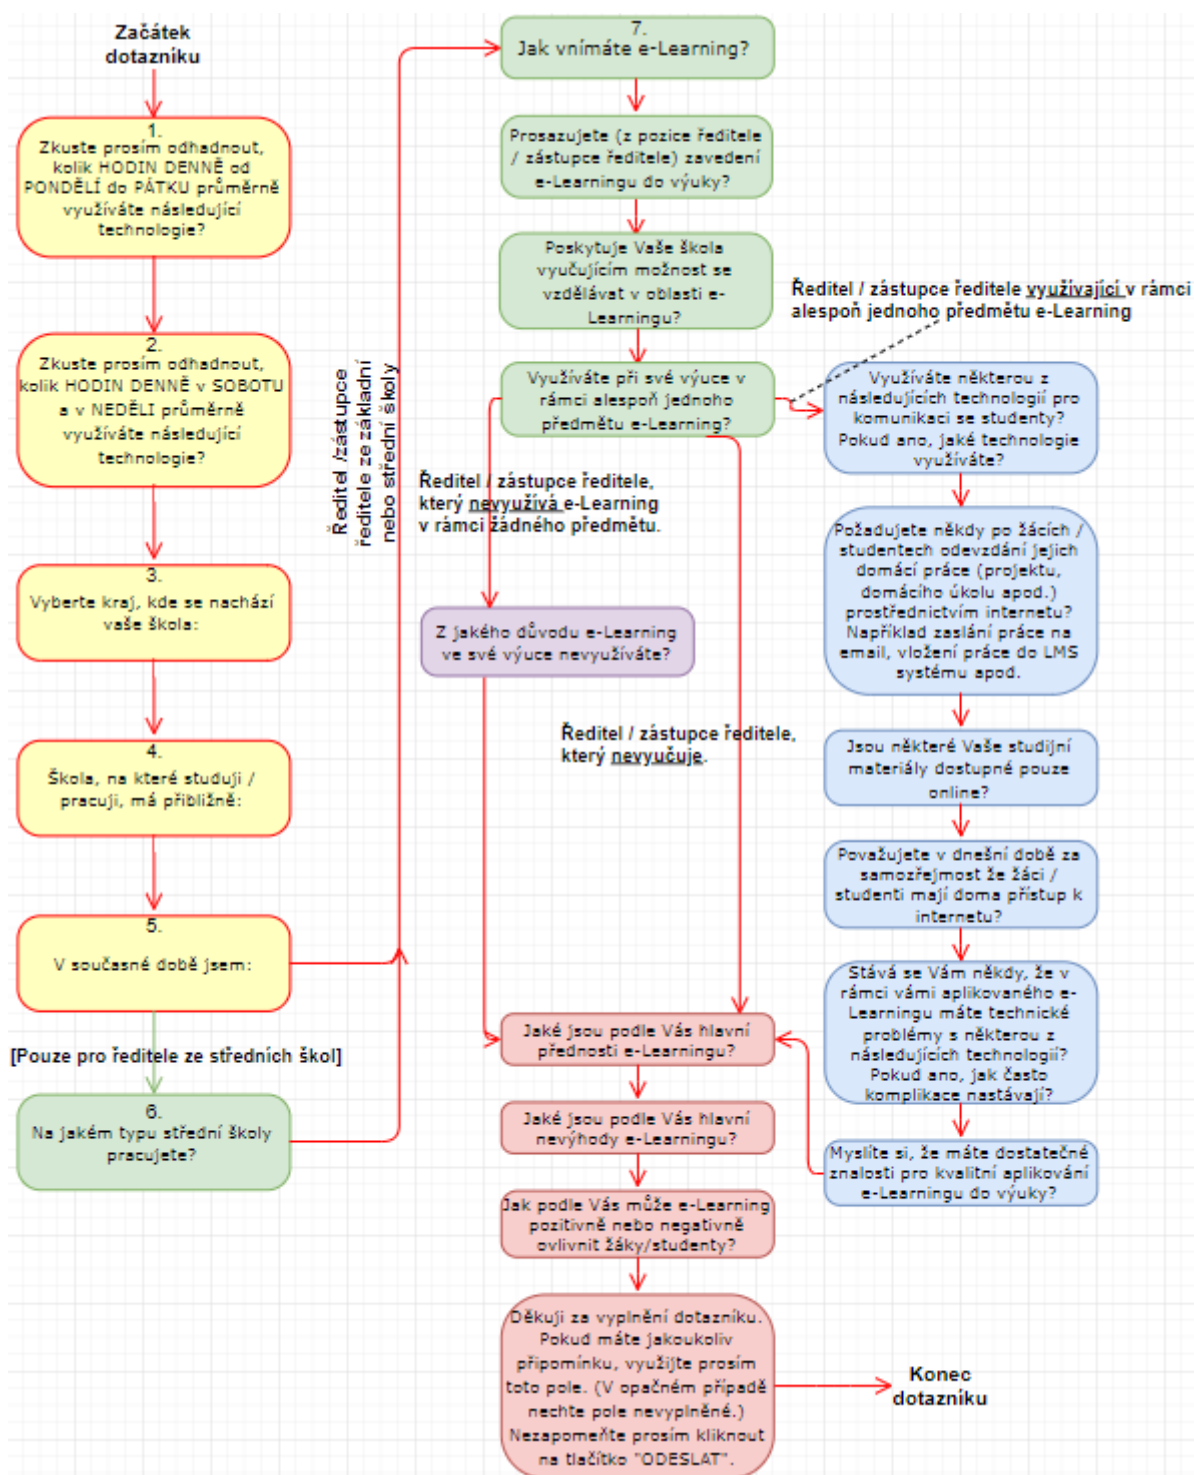 Začátek
dotazníku
1.
Zkuste prosím odhadnout,
kolik HODIN DENNĚ od
PONDĚLÍ do PÁTKU průměrně
využíváte následující
technologie?
2.
Zkuste prosím odhadnout,
kolik HODIN DENNĚ v SOBOTU
a v NEDĚLI průměrně
využíváte následující
technologie?
3.
Vyberte kraj, kde se nachází
vaše škola:
4.
Škola, na které studuji /
pracuji, má přibližně:
5.
V současné době jsem:
[Pouze pro ředitele ze středních škol]
6.
Na jakém typu střední školy
pracujete?
Ředitel /zástupce
ředitele ze základní
nebo střední školy
7.
Jak vnímáte e-Learning?
Prosazujete (z pozice ředitele
/ zástupce ředitele) zavedení
e-Learningu do výuky?
Poskytuje Vaše škola
vyučujícím možnost se
vzdělávat v oblasti e-
Learningu?
Využíváte při své výuce v
rámci alespoň jednoho
předmětu e-Learning?
Ředitel / zástupce ředitele využívající v rámci
alespoň jednoho předmětu e-Learning
Ředitel / zástupce ředitele,
který nevyužívá e-Learning
v rámci žádného předmětu.
Z jakého důvodu e-Learning
ve své výuce nevyužíváte?
Ředitel / zástupce ředitele,
který nevyučuje.
Využíváte některou z
následujících technologií pro
komunikaci se studenty?
Pokud ano, jaké technologie
využíváte?
Požadujete někdy po žácích /
studentech odevzdání jejich
domácí práce (projektu,
domácího úkolu apod.)
prostřednictvím internetu?
Například zaslání práce na
email, vložení práce do LMS
systému apod.
Jsou některé Vaše studijní
materiály dostupné pouze
online?
Považujete v dnešní době za
samozřejmost že žáci /
studenti mají doma přístup k
internetu?
Stává se Vám někdy, že v
rámci vámi aplikovaného e-
Learningu máte technické
problémy s některou z
následujících technologií?
Pokud ano, jak často
komplikace nastávají?
Myslíte si, že máte dostatečné
znalosti pro kvalitní aplikování
e-Learningu do výuky?
Jaké jsou podle Vás hlavní
přednosti e-Learningu?
Jaké jsou podle Vás hlavní
nevýhody e-Learningu?
Jak podle Vás může e-Learning
pozitivně nebo negativně
ovlivnit žáky/studenty?
Děkuji za vyplnění dotazníku.
Pokud máte jakoukoliv
připomínku, využijte prosím
toto pole. (V opačném případě
nechte pole nevyplněné.)
Nezapomeňte prosím kliknout
na tlačítko "ODESLAT".
Konec
dotazníku